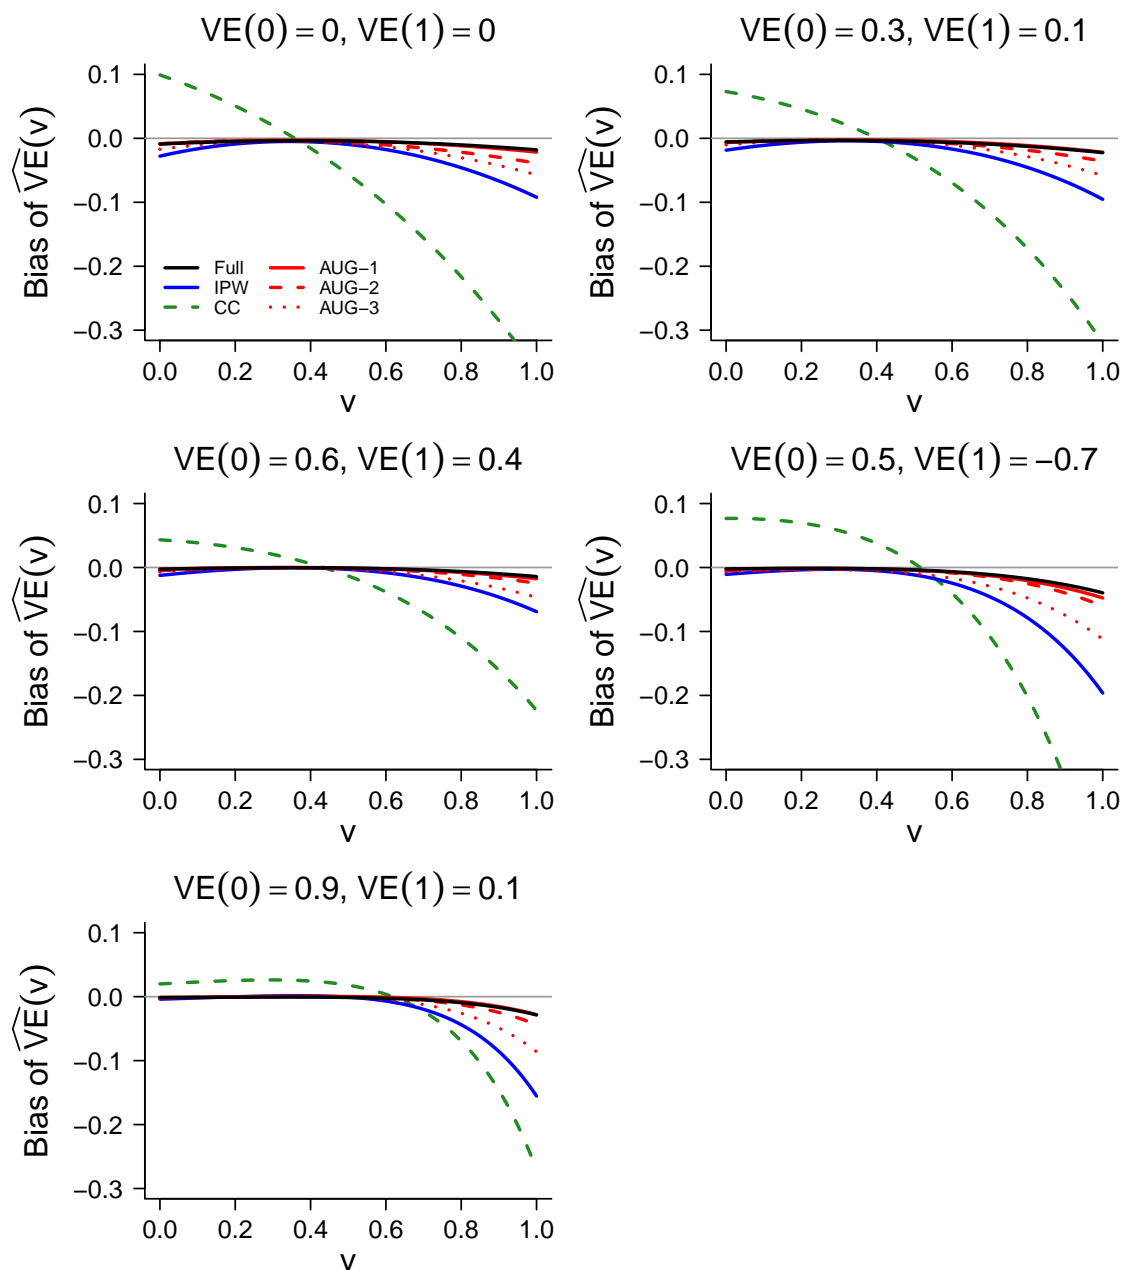 VE(0) = 0, VE(1) = 0
Bias of V̂E(v)
0.1
0.0
−0.1
−0.2
−0.3
Full
IPW
CC
AUG−1
AUG−2
AUG−3
0.0 0.2 0.4 0.6 0.8 1.0
v
VE(0) = 0.3, VE(1) = 0.1
Bias of V̂E(v)
0.1
0.0
−0.1
−0.2
−0.3
0.0 0.2 0.4 0.6 0.8 1.0
v
VE(0) = 0.6, VE(1) = 0.4
Bias of V̂E(v)
0.1
0.0
−0.1
−0.2
−0.3
0.0 0.2 0.4 0.6 0.8 1.0
v
VE(0) = 0.5, VE(1) = −0.7
Bias of V̂E(v)
0.1
0.0
−0.1
−0.2
−0.3
0.0 0.2 0.4 0.6 0.8 1.0
v
VE(0) = 0.9, VE(1) = 0.1
Bias of V̂E(v)
0.1
0.0
−0.1
−0.2
−0.3
0.0 0.2 0.4 0.6 0.8 1.0
v